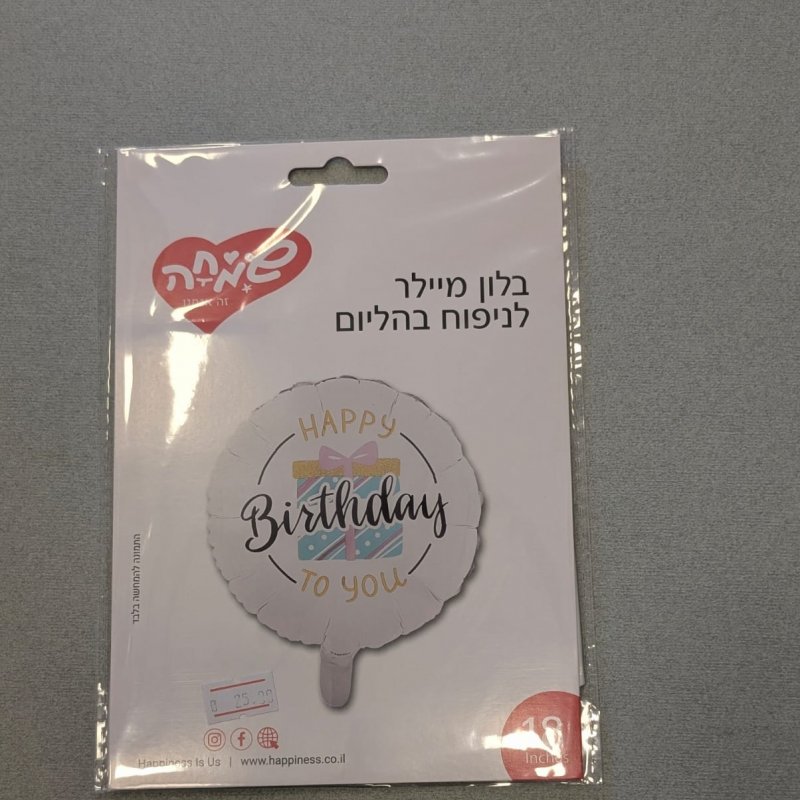 שמחה
זה אנחנו
בלון מיילר
לניפוח בהליום
HAPPY
Birthday
TO YOU
התמונה להמחשה בלבד
₪ 25.90
18
Inches
Happiness Is Us | www.happiness.co.il